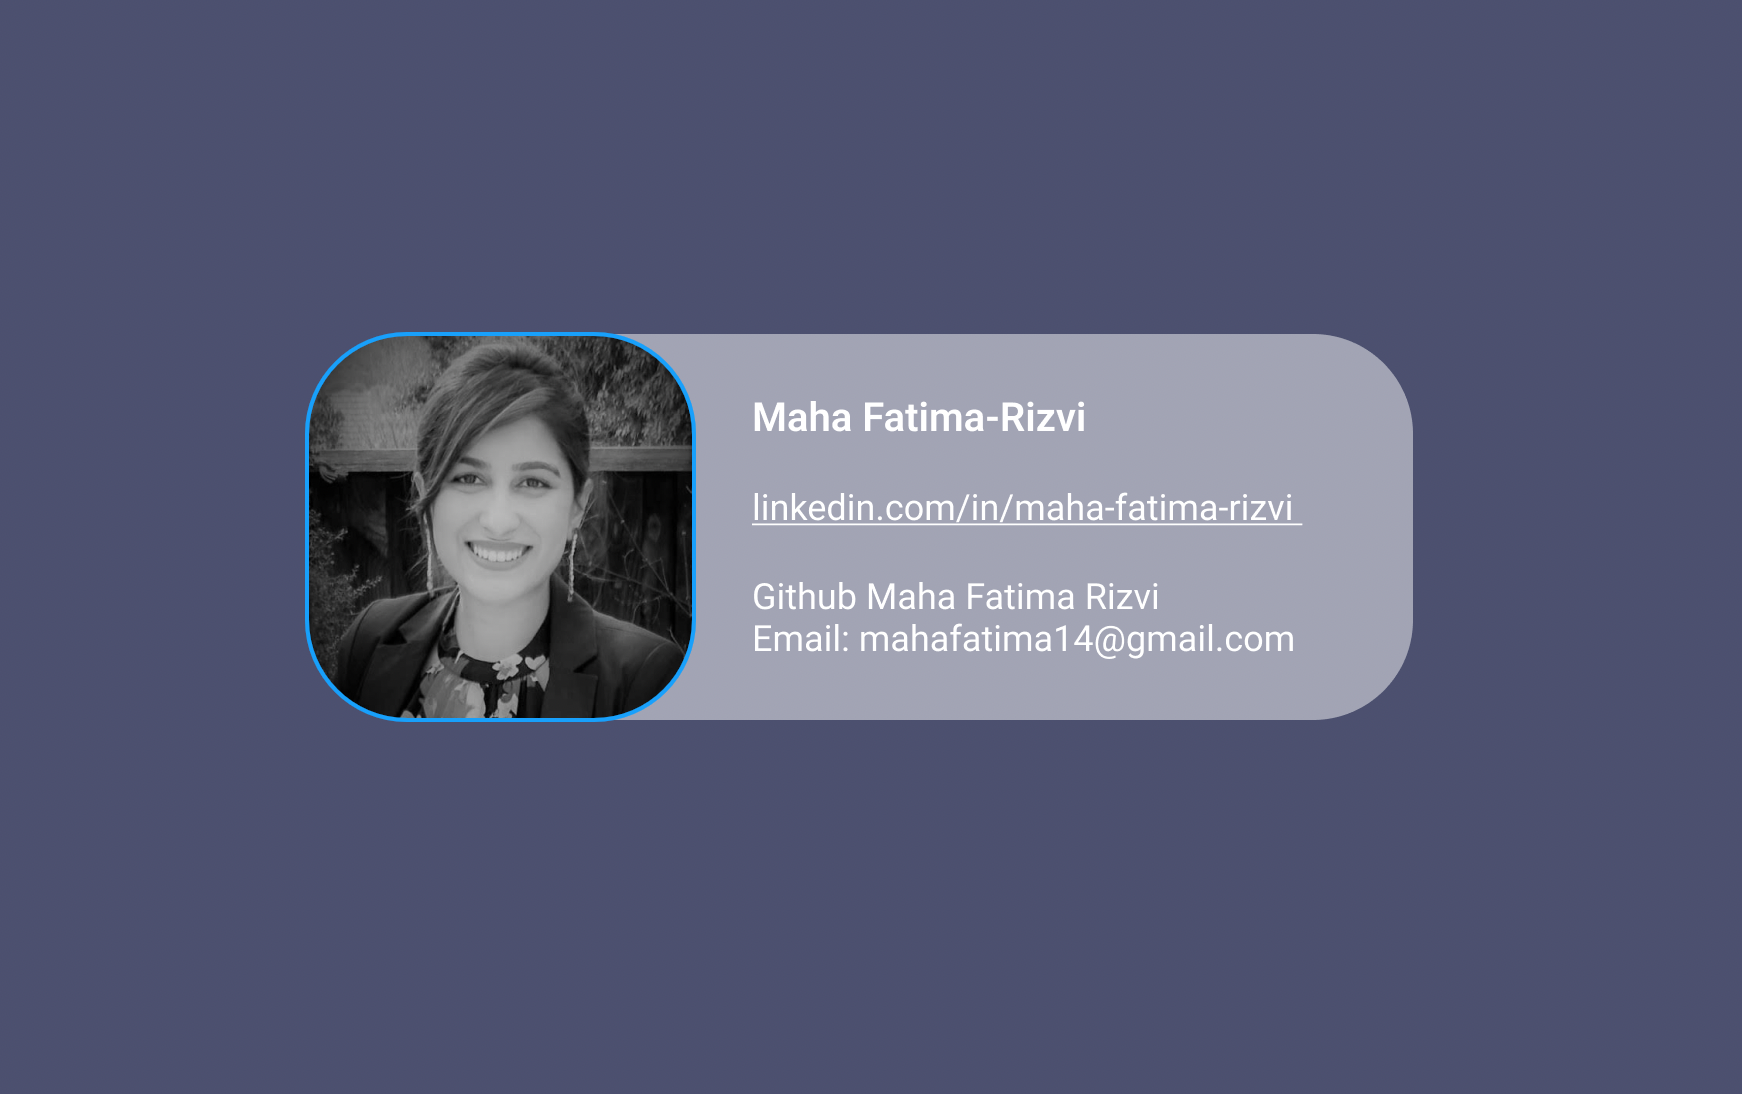 Maha Fatima-Rizvi
linkedin.com/in/maha-fatima-rizvi
Github Maha Fatima Rizvi
Email: mahafatima14@gmail.com